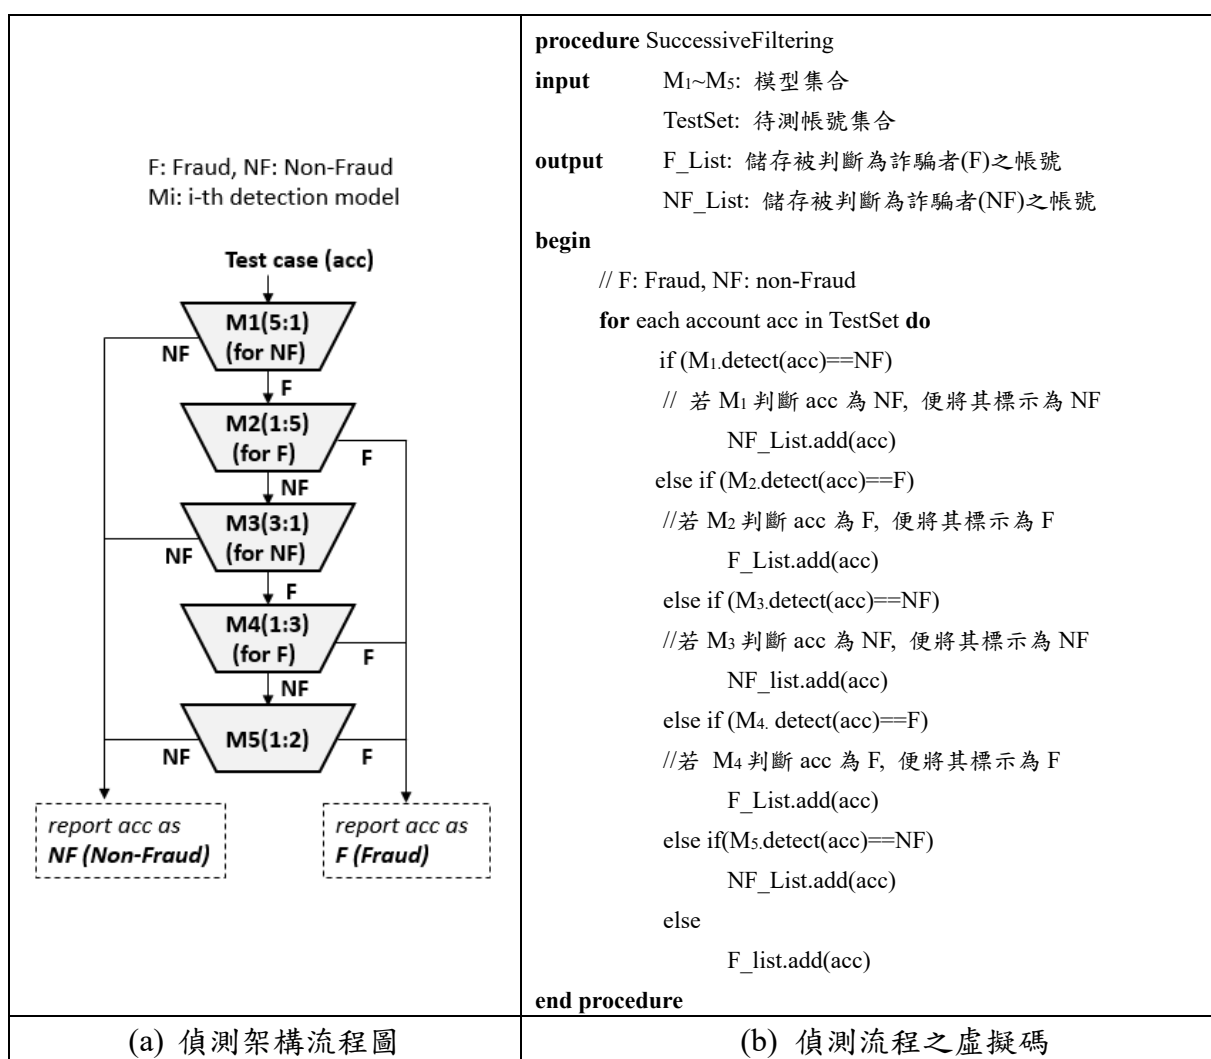 F: Fraud, NF: Non-Fraud
Mi: i-th detection model
Test case (acc)
M1(5:1)
(for NF)
NF
F
M2(1:5)
(for F)
F
NF
M3(3:1)
(for NF)
NF
F
M4(1:3)
(for F)
F
NF
M5(1:2)
NF
F
report acc as
NF (Non-Fraud)
report acc as
F (Fraud)
procedure SuccessiveFiltering
input M1~M5: 模型集合
TestSet: 待測帳號集合
output F_List: 儲存被判斷為詐騙者(F)之帳號
NF_List: 儲存被判斷為詐騙者(NF)之帳號
begin
// F: Fraud, NF: non-Fraud
for each account acc in TestSet do
if (M1.detect(acc)==NF)
// 若 M1 判斷 acc 為 NF, 便將其標示為 NF
NF_List.add(acc)
else if (M2.detect(acc)==F)
//若 M2 判斷 acc 為 F, 便將其標示為 F
F_List.add(acc)
else if (M3.detect(acc)==NF)
//若 M3 判斷 acc 為 NF, 便將其標示為 NF
NF_list.add(acc)
else if (M4. detect(acc)==F)
//若 M4 判斷 acc 為 F, 便將其標示為 F
F_List.add(acc)
else if(M5.detect(acc)==NF)
NF_List.add(acc)
else
F_list.add(acc)
end procedure
(a) 偵測架構流程圖
(b) 偵測流程之虛擬碼